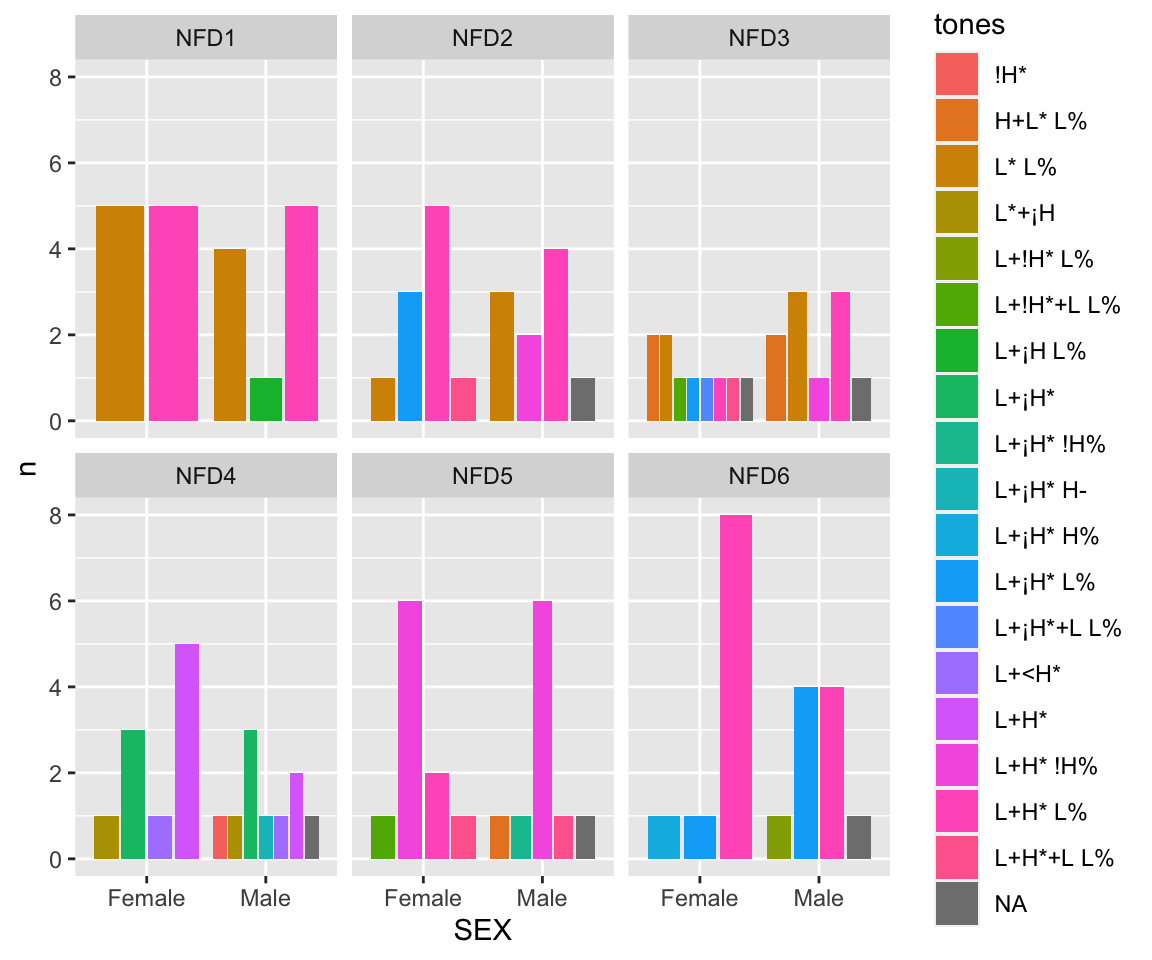 NFD1 NFD2 NFD3
8
6
4
2
0
n
NFD4 NFD5 NFD6
8
6
4
2
0
Female Male Female Male Female Male
SEX
tones
!H*
H+L* L%
L* L%
L*+¡H
L+!H* L%
L+!H*+L L%
L+¡H L%
L+¡H*
L+¡H* !H%
L+¡H* H-
L+¡H* H%
L+¡H* L%
L+¡H*+L L%
L+<H*
L+H*
L+H* !H%
L+H* L%
L+H*+L L%
NA